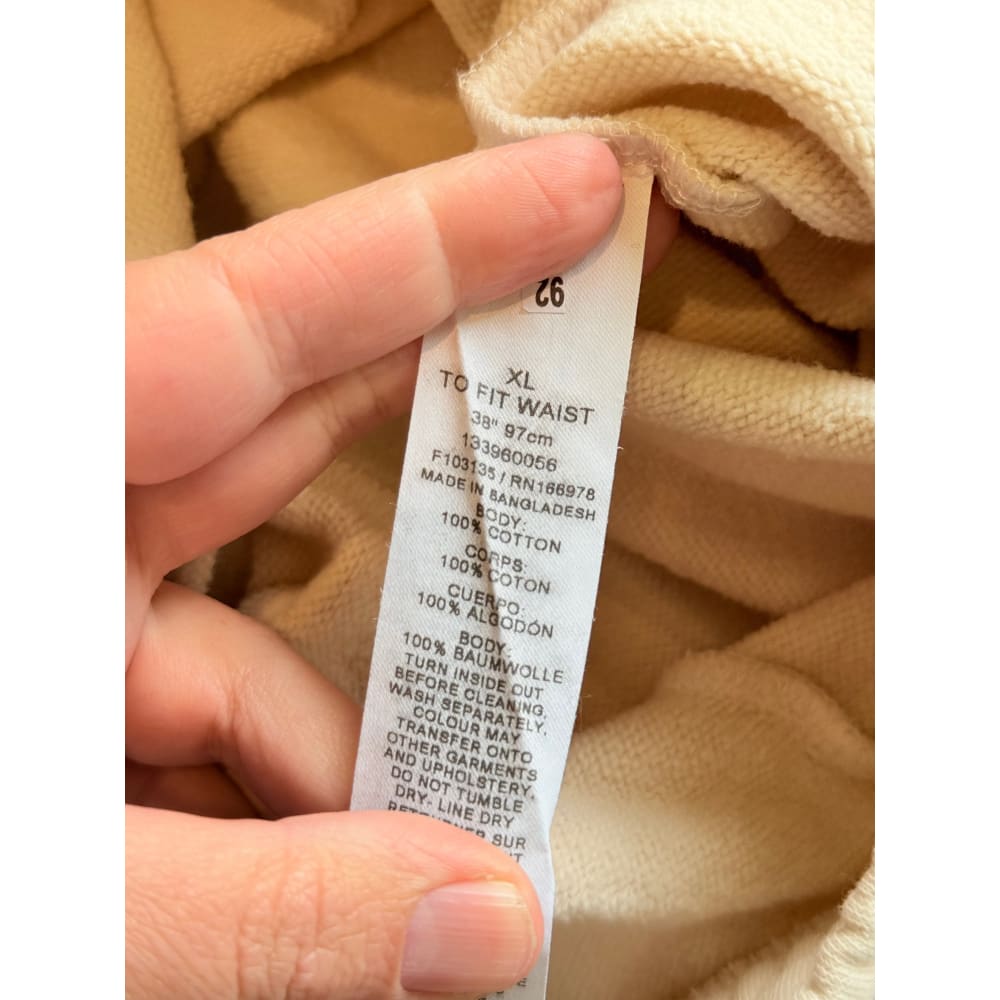 92
XL
TO FIT WAIST
38" 97cm
133960056
F103135 / RN166978
MADE IN BANGLADESH
BODY:
100% COTTON
CORPS:
100% COTON
CUERPO:
100% ALGODÓN
BODY:
100% BAUMWOLLE
TURN INSIDE OUT
BEFORE CLEANING.
WASH SEPARATELY.
COLOUR MAY
TRANSFER ONTO
OTHER GARMENTS
AND UPHOLSTERY.
DO NOT TUMBLE
DRY- LINE DRY
SUR